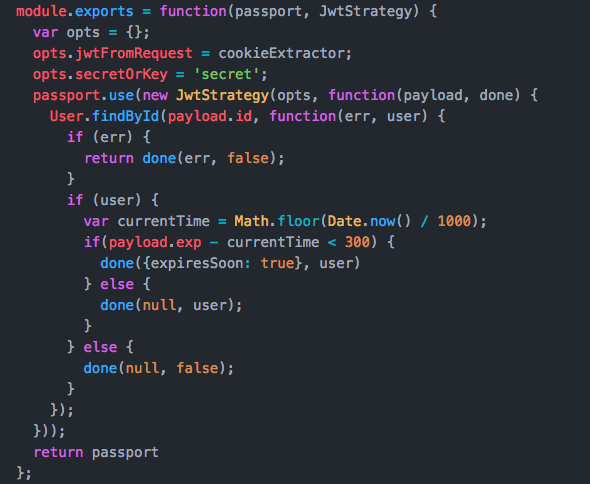 module.exports = function(passport, JwtStrategy) {
  var opts = {};
  opts.jwtFromRequest = cookieExtractor;
  opts.secretOrKey = 'secret';
  passport.use(new JwtStrategy(opts, function(payload, done) {
    User.findById(payload.id, function(err, user) {
      if (err) {
        return done(err, false);
      }
      if (user) {
        var currentTime = Math.floor(Date.now() / 1000);
        if(payload.exp - currentTime < 300) {
          done({expiresSoon: true}, user)
        } else {
          done(null, user);
        }
      } else {
        done(null, false);
      }
    });
  }));
  return passport
};